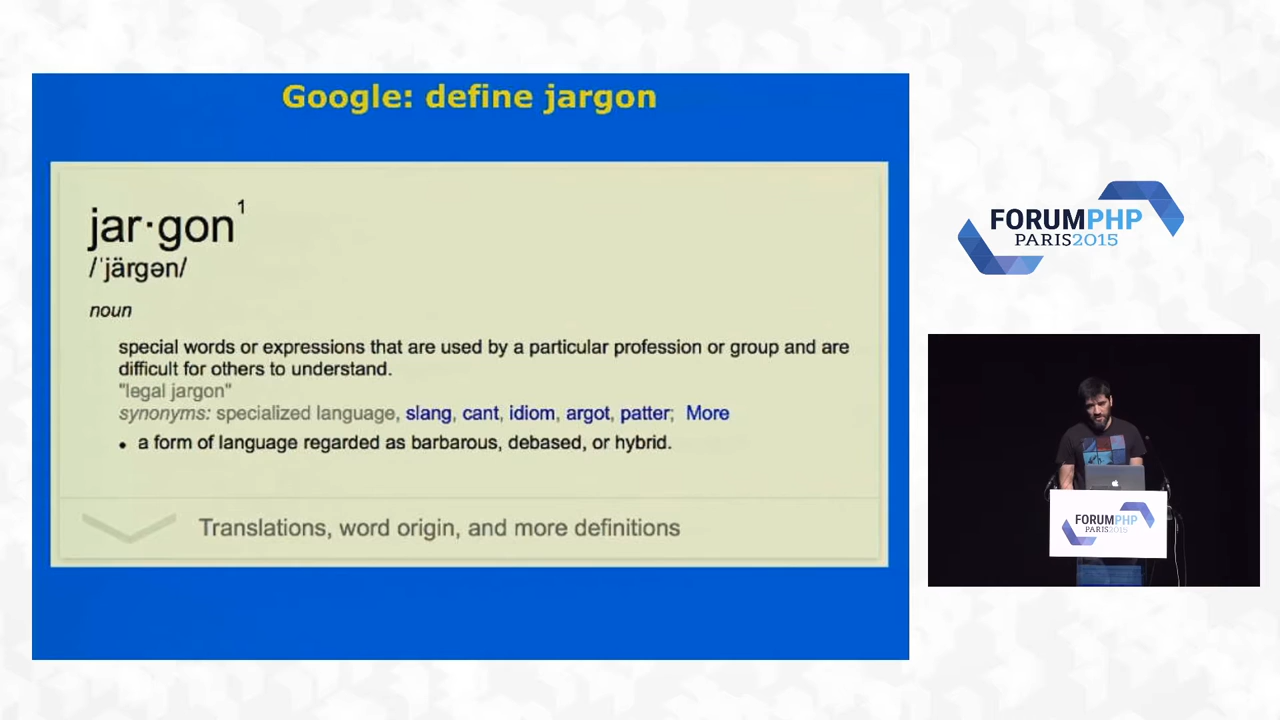 Google: define jargon
jar·gon1
/ˈjärgən/
noun
special words or expressions that are used by a particular profession or group and are
difficult for others to understand.
"legal jargon"
synonyms: specialized language, slang, cant, idiom, argot, patter; More
• a form of language regarded as barbarous, debased, or hybrid.
Translations, word origin, and more definitions
FORUMPHP
PARIS2015
FORUMPHP
PARIS2015